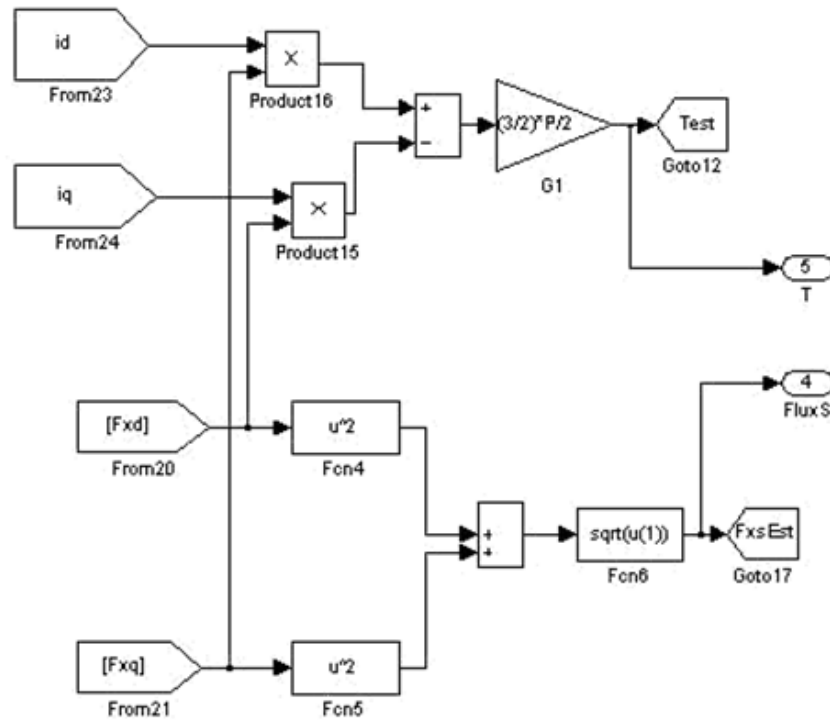 id
From23
×
Product16
+
−
(3/2)*P/2
G1
Test
Goto12
iq
From24
×
Product15
5
T
4
FluxS
[Fxd]
From20
u^2
Fcn4
+
+
sqrt(u(1))
Fcn6
FxsEst
Goto17
[Fxq]
From21
u^2
Fcn5